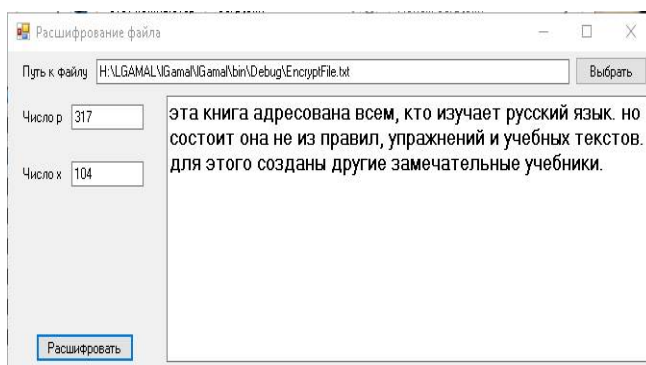 Расшифрование файла
Путь к файлу H:\LGAMAL\IGamal\IGamal\bin\Debug\EncryptFile.txt Выбрать
Число p 317
Число x 104
эта книга адресована всем, кто изучает русский язык. но
состоит она не из правил, упражнений и учебных текстов.
для этого созданы другие замечательные учебники.
Расшифровать